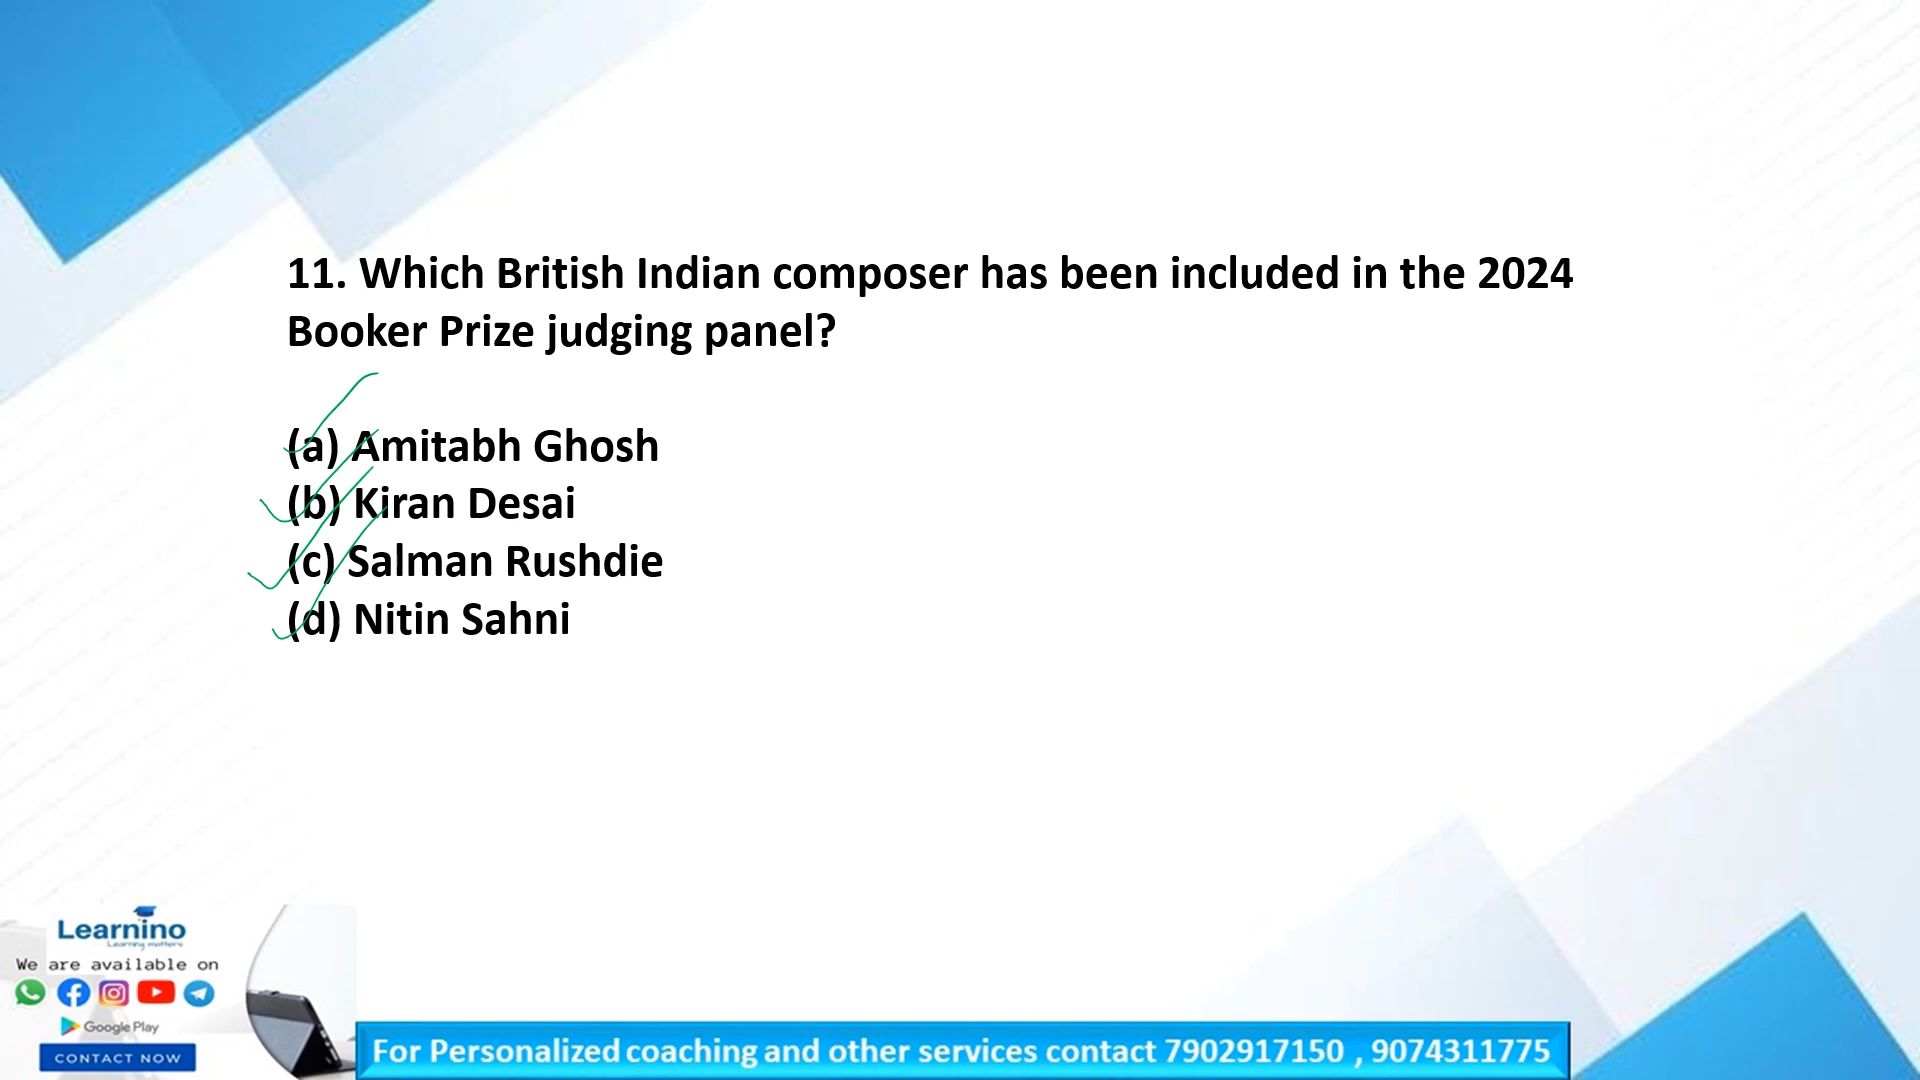 11. Which British Indian composer has been included in the 2024
Booker Prize judging panel?
(a) Amitabh Ghosh
(b) Kiran Desai
(c) Salman Rushdie
(d) Nitin Sahni
Learnino
Learning matters
We are available on
Google Play
CONTACT NOW
For Personalized coaching and other services contact 7902917150 , 9074311775